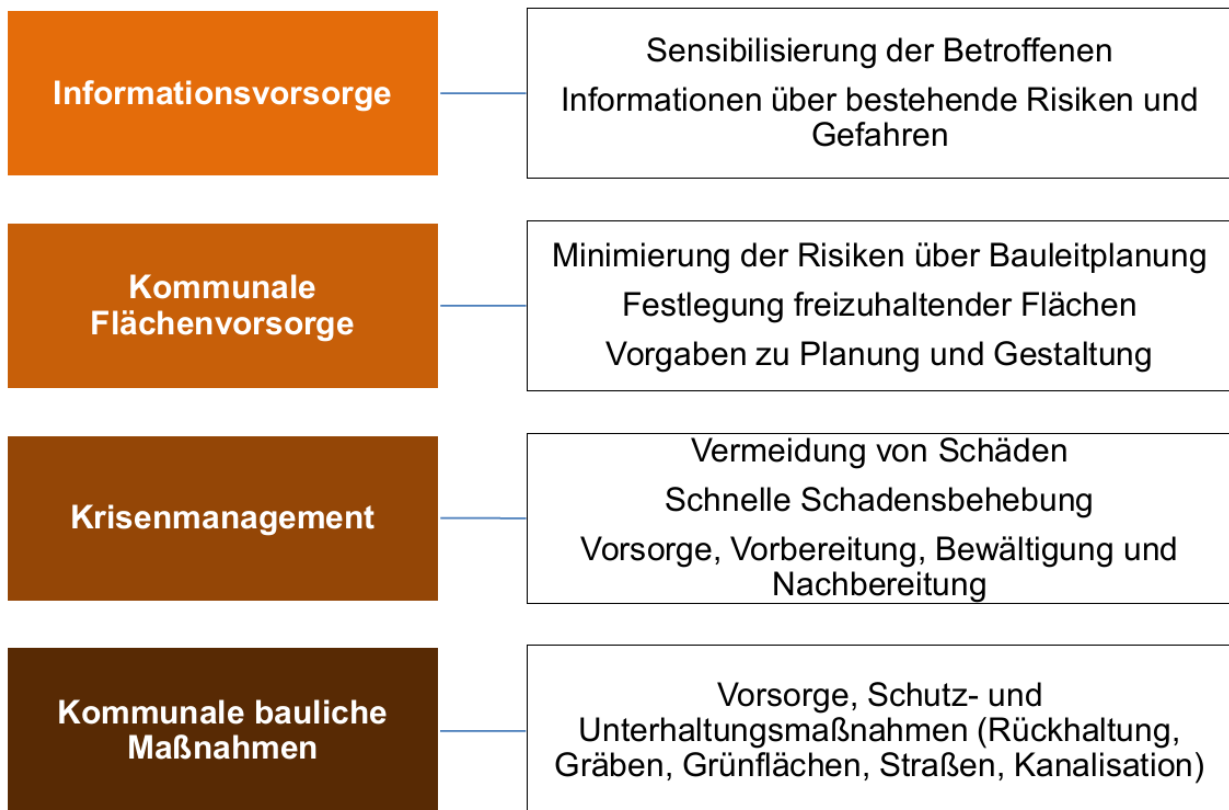 Informationsvorsorge
Sensibilisierung der Betroffenen
Informationen über bestehende Risiken und
Gefahren
Kommunale
Flächenvorsorge
Minimierung der Risiken über Bauleitplanung
Festlegung freizuhaltender Flächen
Vorgaben zu Planung und Gestaltung
Krisenmanagement
Vermeidung von Schäden
Schnelle Schadensbehebung
Vorsorge, Vorbereitung, Bewältigung und
Nachbereitung
Kommunale bauliche
Maßnahmen
Vorsorge, Schutz- und
Unterhaltungsmaßnahmen (Rückhaltung,
Gräben, Grünflächen, Straßen, Kanalisation)